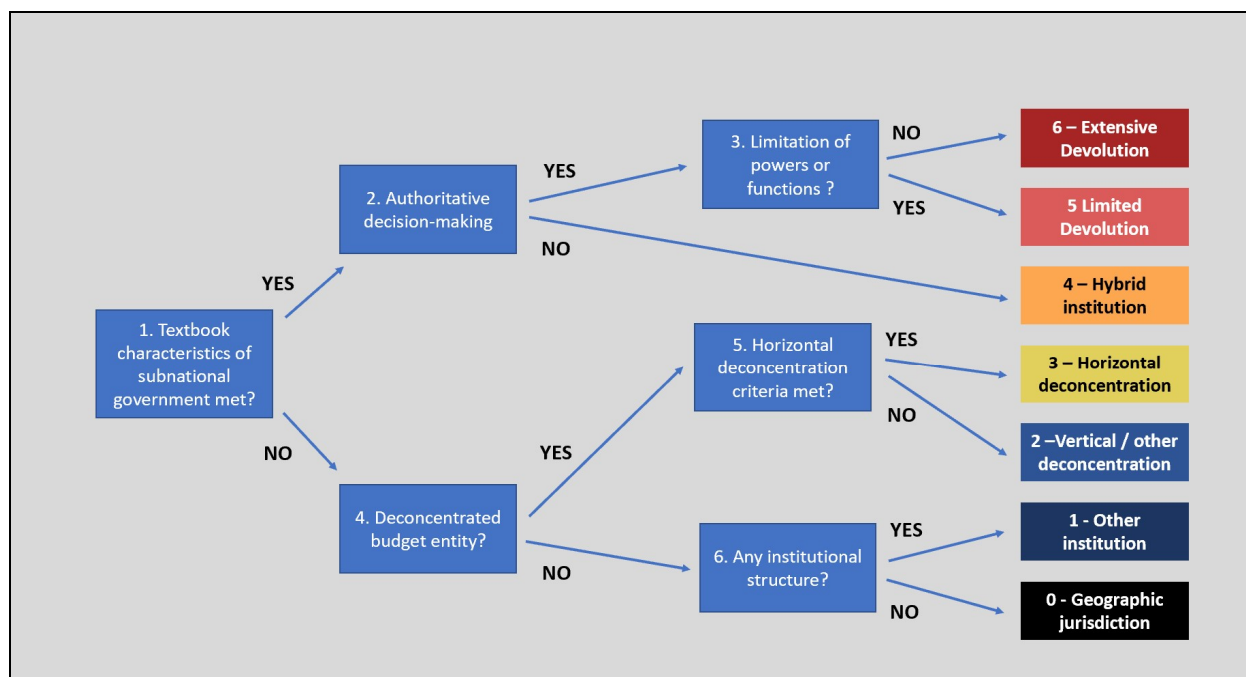 1. Textbook
characteristics of
subnational
government met?
YES
NO
2. Authoritative
decision-making
YES
NO
3. Limitation of
powers or
functions ?
NO
YES
4. Deconcentrated
budget entity?
YES
NO
5. Horizontal
deconcentration
criteria met?
YES
NO
6. Any institutional
structure?
YES
NO
6 – Extensive
Devolution
5 Limited
Devolution
4 – Hybrid
institution
3 – Horizontal
deconcentration
2 –Vertical / other
deconcentration
1 - Other
institution
0 - Geographic
jurisdiction